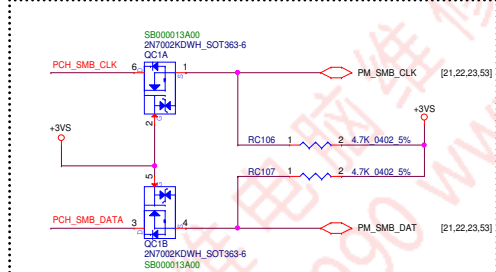 SB000013A00
2N7002KDWH_SOT363-6
QC1A
PCH_SMB_CLK 6 D S 1 PM_SMB_CLK [21,22,23,53]
G
2
+3VS +3VS
RC106 1 2 4.7K_0402_5%
RC107 1 2 4.7K_0402_5%
5
G
PCH_SMB_DATA 3 D S 4 PM_SMB_DAT [21,22,23,53]
QC1B
2N7002KDWH_SOT363-6
SB000013A00